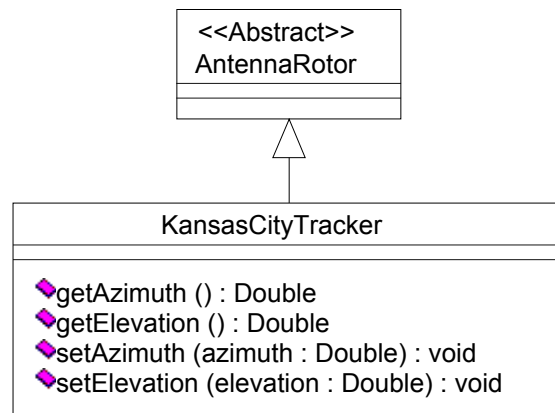 <<Abstract>>
AntennaRotor
KansasCityTracker
getAzimuth () : Double
getElevation () : Double
setAzimuth (azimuth : Double) : void
setElevation (elevation : Double) : void